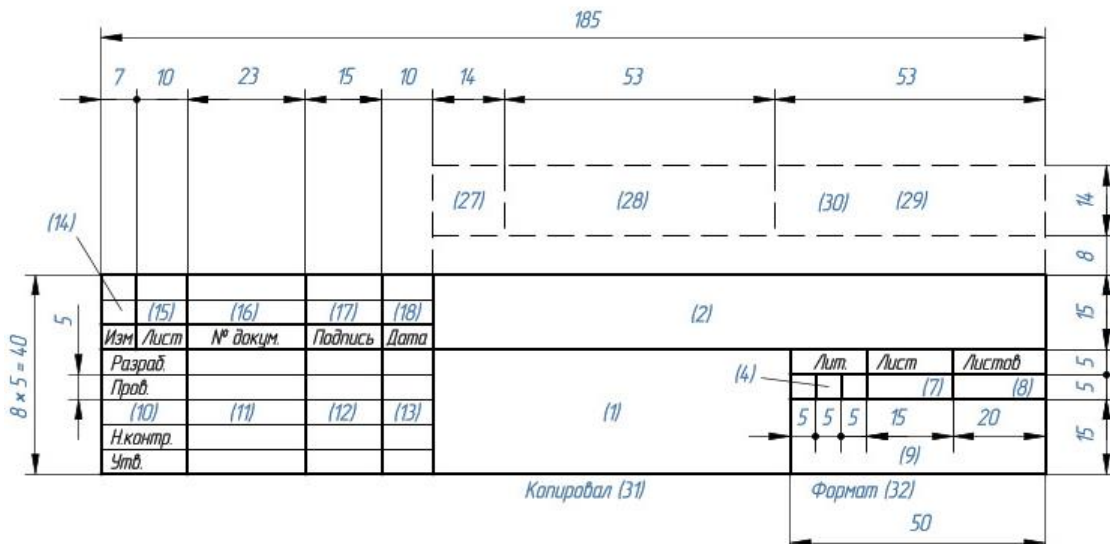 185
7 10 23 15 10 14 53 53
(27) (28) (30) (29) 14
(14)
8
(15) (16) (17) (18) (2) 15
5
Изм Лист № докум. Подпись Дата
8 × 5 = 40
Разраб. Лит. Лист Листов 5
Пров. (4) (7) (8) 5
(10) (11) (12) (13) (1) 5 5 5 15 20 15
Н.контр. (9)
Утв.
Копировал (31) Формат (32)
50